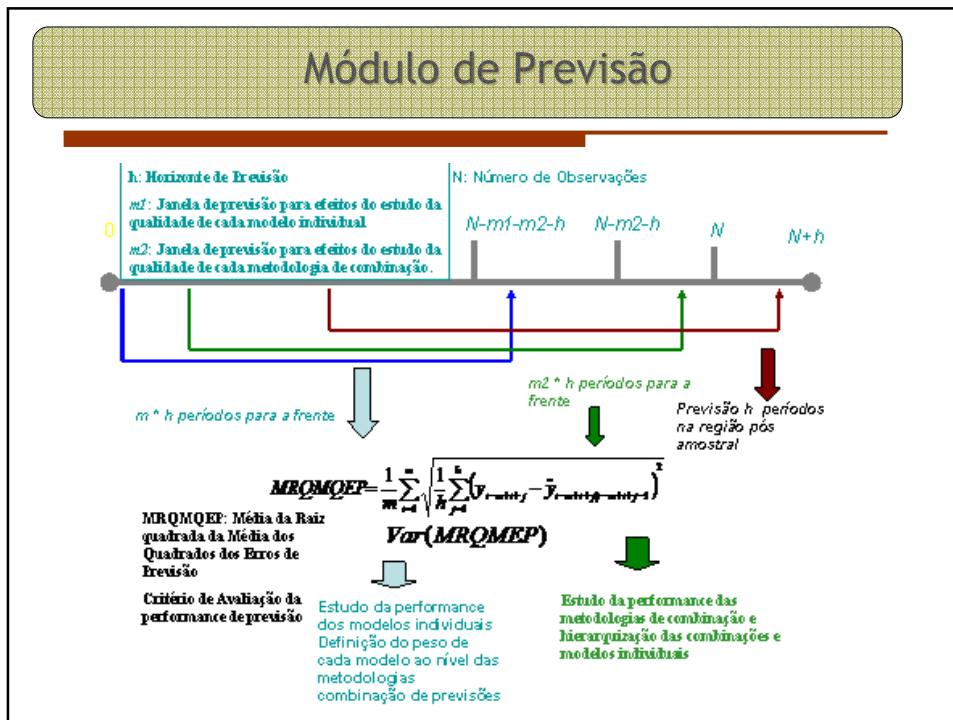 Módulo de Previsão
h: Horizonte de Previsão
m1: Janela de previsão para efeitos do estudo da
qualidade de cada modelo individual
m2: Janela de previsão para efeitos do estudo da
qualidade de cada metodologia de combinação.
N: Número de Observações
0
N-m1-m2-h
N-m2-h
N
N+h
m * h períodos para a frente
m2 * h períodos para a
frente
Previsão h períodos
na região pós
amostral
MRQMQEP=
Var(MRQMEP)
MRQMQEP: Média da Raiz
quadrada da Média dos
Quadrados dos Erros de
Previsão
Critério de Avaliação da
performance de previsão
Estudo da performance
dos modelos individuais
Definição do peso de
cada modelo ao nível das
metodologias
combinação de previsões
Estudo da performance das
metodologias de combinação e
hierarquização das combinações e
modelos individuais